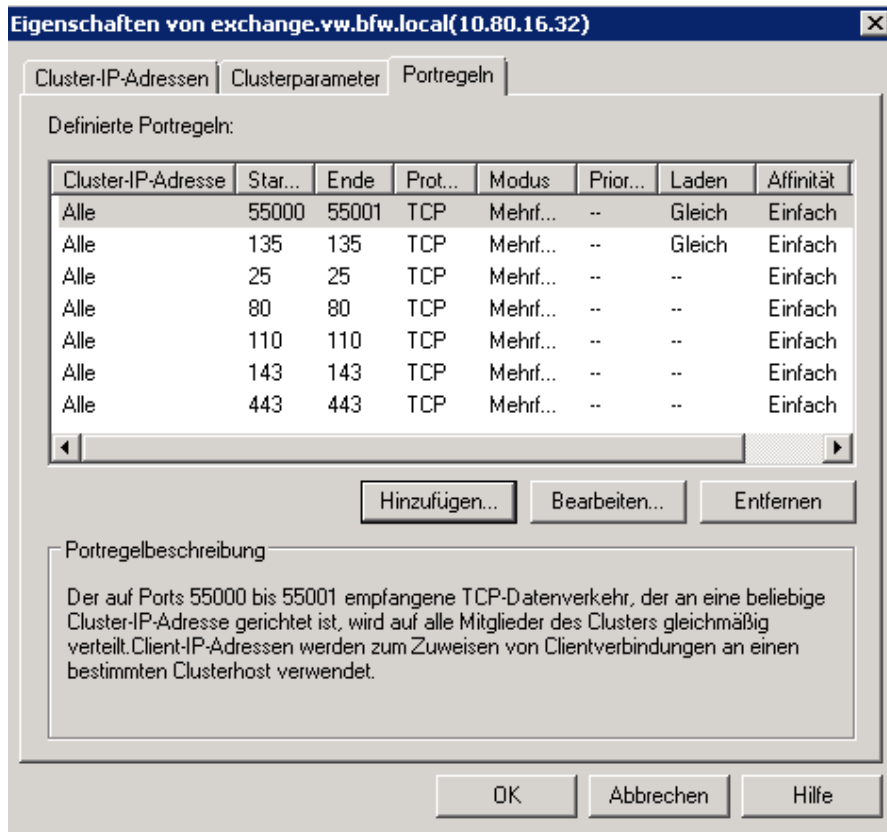 Eigenschaften von exchange.vw.bfw.local(10.80.16.32)
Cluster-IP-Adressen Clusterparameter Portregeln
Definierte Portregeln:
Cluster-IP-Adresse Star... Ende Prot... Modus Prior... Laden Affinität
Alle 55000 55001 TCP Mehrf... -- Gleich Einfach
Alle 135 135 TCP Mehrf... -- Gleich Einfach
Alle 25 25 TCP Mehrf... -- -- Einfach
Alle 80 80 TCP Mehrf... -- -- Einfach
Alle 110 110 TCP Mehrf... -- -- Einfach
Alle 143 143 TCP Mehrf... -- -- Einfach
Alle 443 443 TCP Mehrf... -- -- Einfach
Hinzufügen... Bearbeiten... Entfernen
Portregelbeschreibung
Der auf Ports 55000 bis 55001 empfangene TCP-Datenverkehr, der an eine beliebige
Cluster-IP-Adresse gerichtet ist, wird auf alle Mitglieder des Clusters gleichmäßig
verteilt.Client-IP-Adressen werden zum Zuweisen von Clientverbindungen an einen
bestimmten Clusterhost verwendet.
OK Abbrechen Hilfe